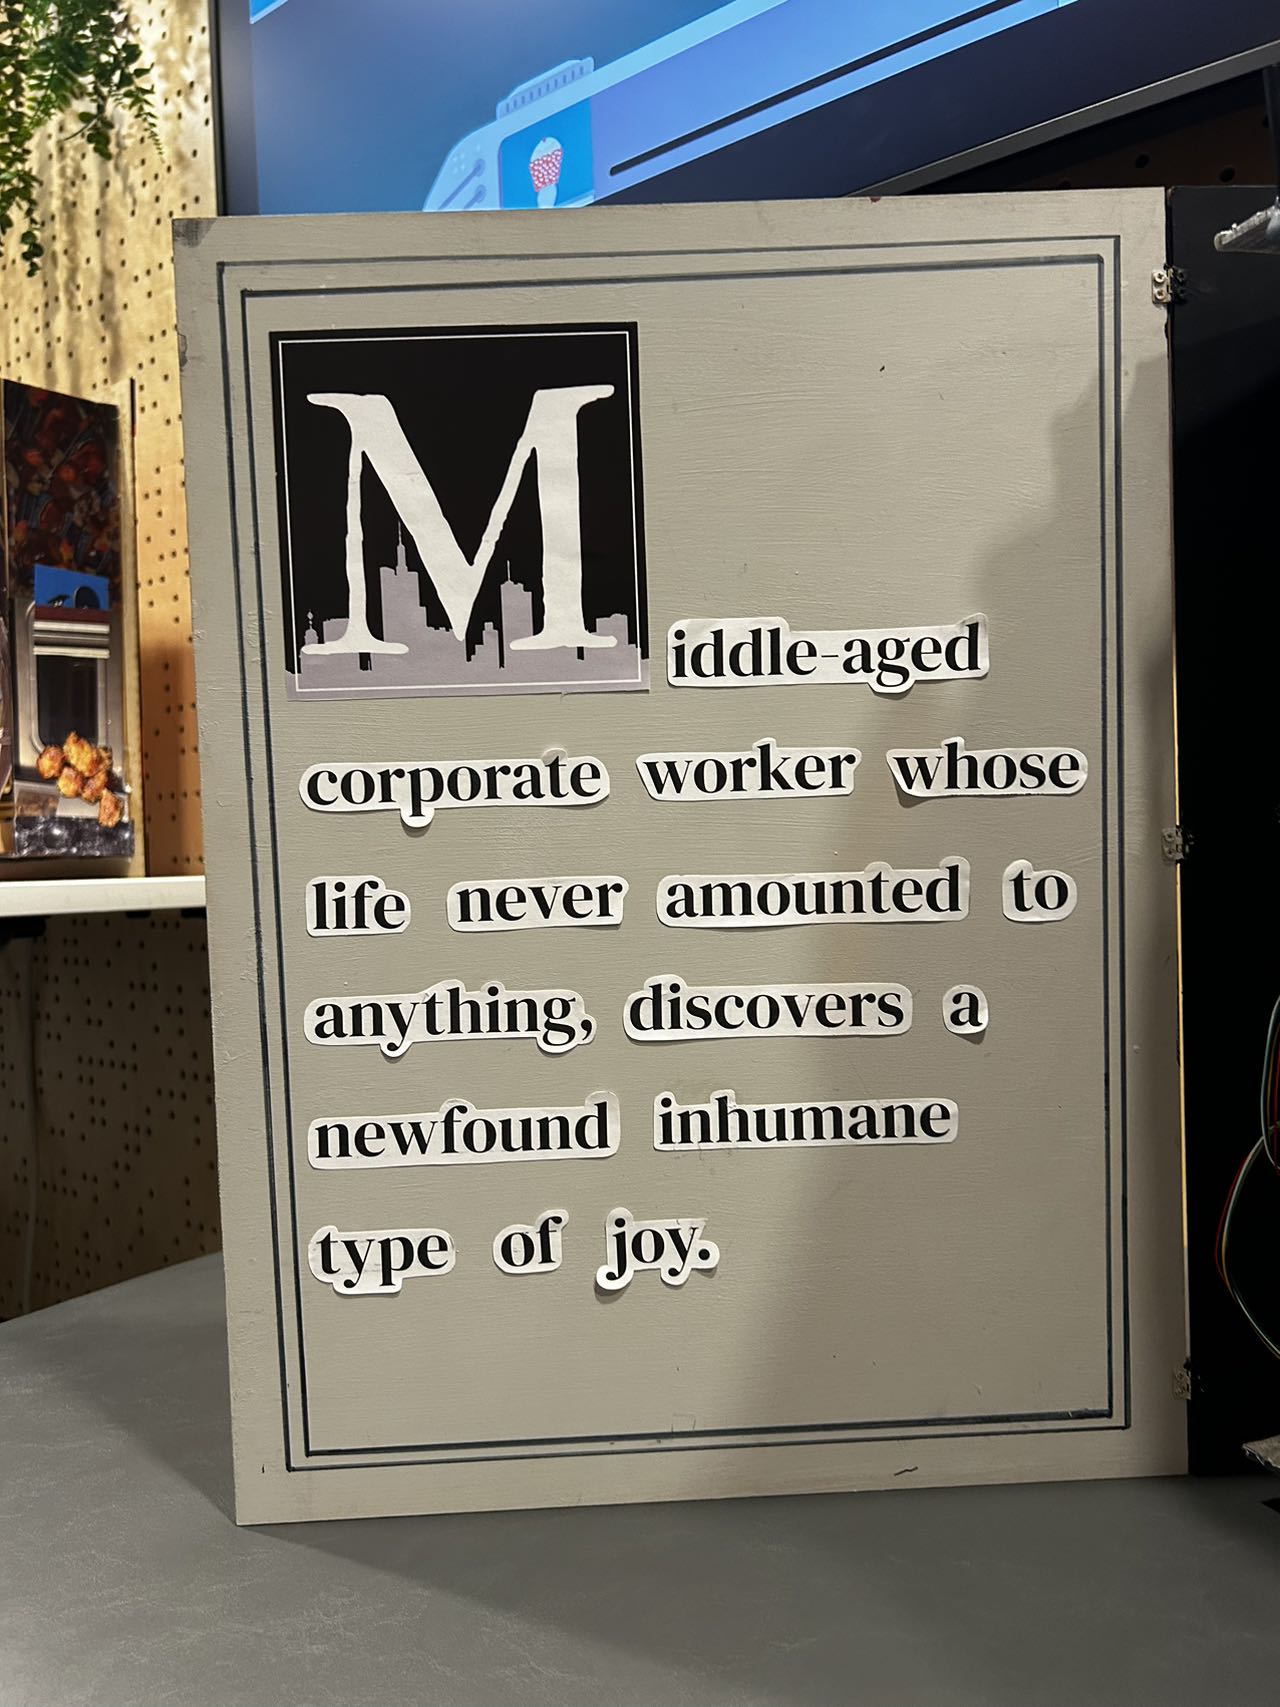 Middle-aged
corporate worker whose
life never amounted to
anything, discovers a
newfound inhumane
type of joy.